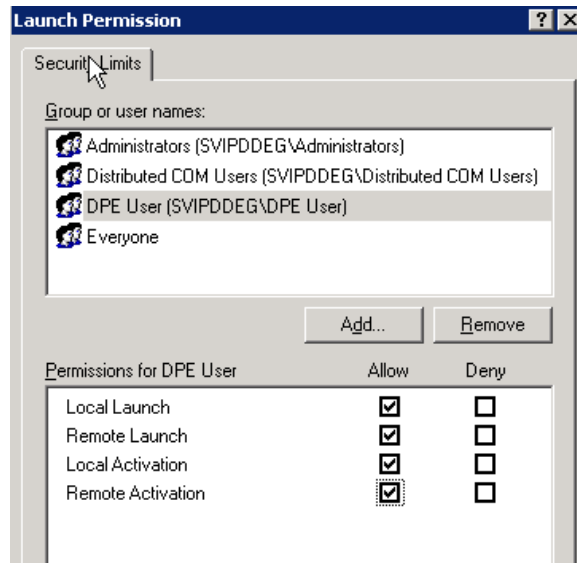 Launch Permission
Security Limits
Group or user names:
Administrators (SVIPDDEG\Administrators)
Distributed COM Users (SVIPDDEG\Distributed COM Users)
DPE User (SVIPDDEG\DPE User)
Everyone
Add... Remove
Permissions for DPE User Allow Deny
Local Launch
Remote Launch
Local Activation
Remote Activation